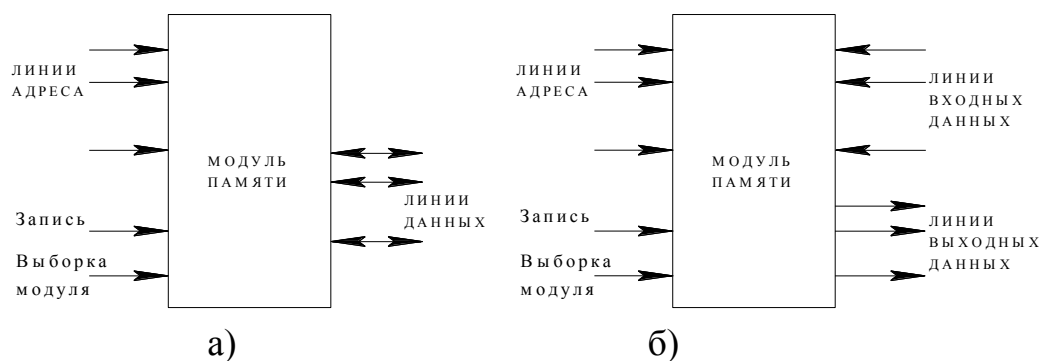 ЛИНИИ
АДРЕСА
МОДУЛЬ
ПАМЯТИ
ЛИНИИ
ДАННЫХ
Запись
Выборка
модуля
а)
ЛИНИИ
АДРЕСА
МОДУЛЬ
ПАМЯТИ
ЛИНИИ
ВХОДНЫХ
ДАННЫХ
Запись
Выборка
модуля
ЛИНИИ
ВЫХОДНЫХ
ДАННЫХ
б)